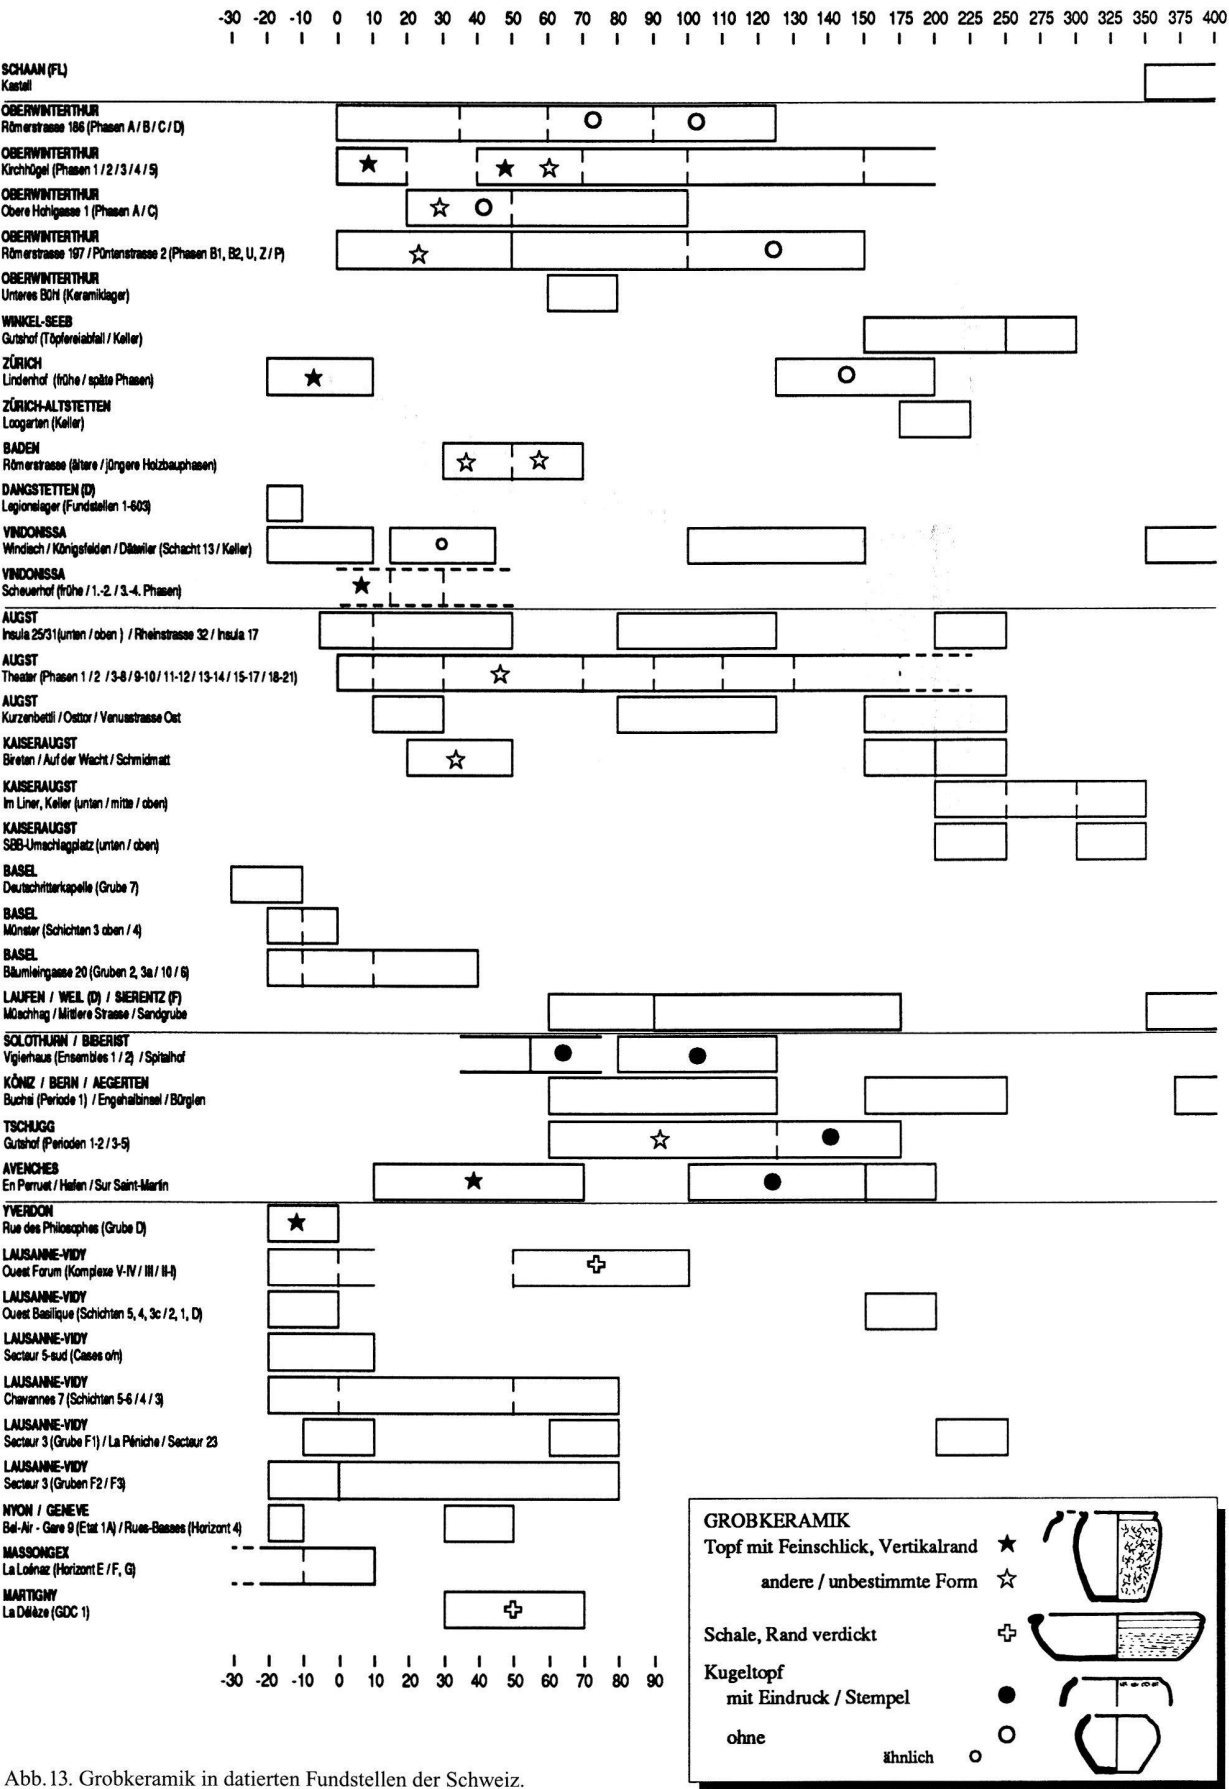 -30 -20 -10 0 10 20 30 40 50 60 70 80 90 100 110 120 130 140 150 200 225 250 300 325 350 375 400
SCHAAN (FL)
Kastell
OBERWINTERTHUR
Römerstrasse 186 (Phasen A / B / C / D)
OBERWINTERTHUR
Kirchhügel (Phasen 1 / 2 / 3 / 4 / 5)
OBERWINTERTHUR
Obere Hohlgasse 1 (Phasen A / C)
OBERWINTERTHUR
Römerstrasse 197 / Püntenstrasse 2 (Phasen B1, B2, U, Z / P)
OBERWINTERTHUR
Unteres Bühl (Keramiklager)
WINKEL-SEEB
Gutshof (Töpfereiabfall / Keller)
ZÜRICH
Lindenhof (frühe / späte Phasen)
ZÜRICH-ALTSTETTEN
Loogarten (Keller)
BADEN
Römerstrasse (ältere / jüngere Holzbauphasen)
DANGSTETTEN (D)
Legionslager (Fundstellen 1-603)
VINDONISSA
Windisch / Königsfelden / Dätwiler (Schacht 13 / Keller)
VINDONISSA
Scheuerhof (frühe / 1.-2. / 3.-4. Phasen)
AUGST
Insula 25/31 (unten / oben ) / Rheinstrasse 32 / Insula 17
AUGST
Theater (Phasen 1 / 2 / 3-8 / 9-10 / 11-12 / 13-14 / 15-17 / 18-21)
AUGST
Kurzenbettli / Osttor / Venusstrasse Ost
KAISERAUGST
Bireten / Auf der Wacht / Schmidmatt
KAISERAUGST
Im Liner, Keller (unten / mitte / oben)
KAISERAUGST
SBB-Umschlagplatz (unten / oben)
BASEL
Deutschritterkapelle (Grube 7)
BASEL
Münster (Schichten 3 oben / 4)
BASEL
Bäumleingasse 20 (Gruben 2, 3a / 10 / 6)
LAUFEN / WEIL (D) / SIERENTZ (F)
Müschhag / Mittlere Strasse / Sandgrube
SOLOTHURN / BIBERIST
Vigierhaus (Ensembles 1 / 2) / Spitalhof
KÖNIZ / BERN / AEGERTEN
Buchsi (Periode 1) / Engehalbinsel / Bürglen
TSCHUGG
Gutshof (Perioden 1-2 / 3-5)
AVENCHES
En Perruet / Hafen / Sur Saint-Martin
YVERDON
Rue des Philosophes (Grube D)
LAUSANNE-VIDY
Ouest Forum (Komplexe V-IV / III / II-I)
LAUSANNE-VIDY
Ouest Basilique (Schichten 5, 4, 3c / 2, 1, D)
LAUSANNE-VIDY
Secteur 5-sud (Cases o/n)
LAUSANNE-VIDY
Chavannes 7 (Schichten 5-6 / 4 / 3)
LAUSANNE-VIDY
Secteur 3 (Grube F1) / La Péniche / Secteur 23
LAUSANNE-VIDY
Secteur 3 (Gruben F2 / F3)
NYON / GENEVE
Bel-Air - Gare 9 (Etat 1A) / Rues-Basses (Horizont 4)
MASSONGEX
La Loënaz (Horizont E / F, G)
MARTIGNY
La Délèze (GDC 1)
-30 -20 -10 0 10 20 30 40 50 60 70 80 90
GROBKERAMIK
Topf mit Feinschlick, Vertikalrand
andere / unbestimmte Form
Schale, Rand verdickt
Kugeltopf
mit Eindruck / Stempel
ohne
ähnlich
Abb. 13. Grobkeramik in datierten Fundstellen der Schweiz.